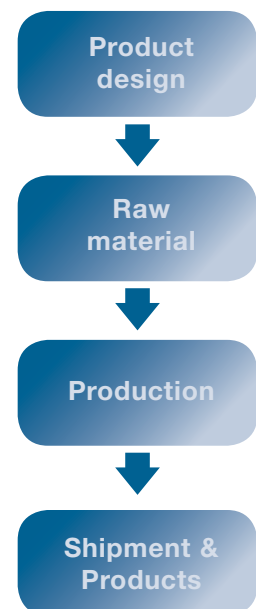 Product
design
Raw
material
Production
Shipment &
Products